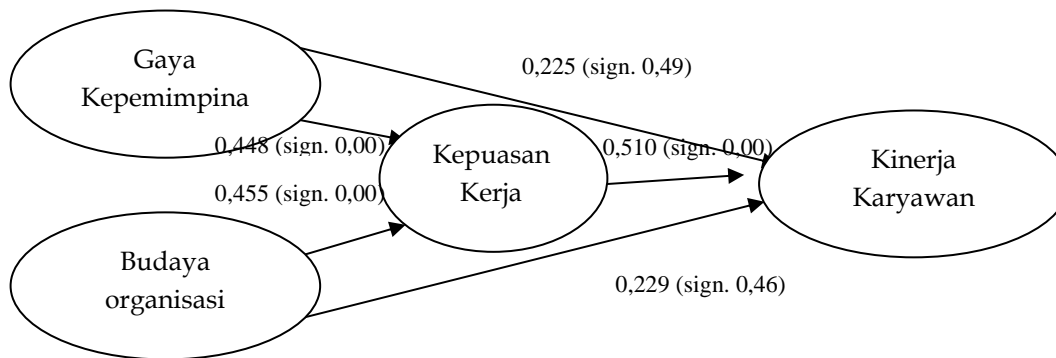 Gaya
Kepemimpina
0,225 (sign. 0,49)
0,448 (sign. 0,00)
Kepuasan
Kerja
0,510 (sign. 0,00)
Kinerja
Karyawan
0,455 (sign. 0,00)
Budaya
organisasi
0,229 (sign. 0,46)